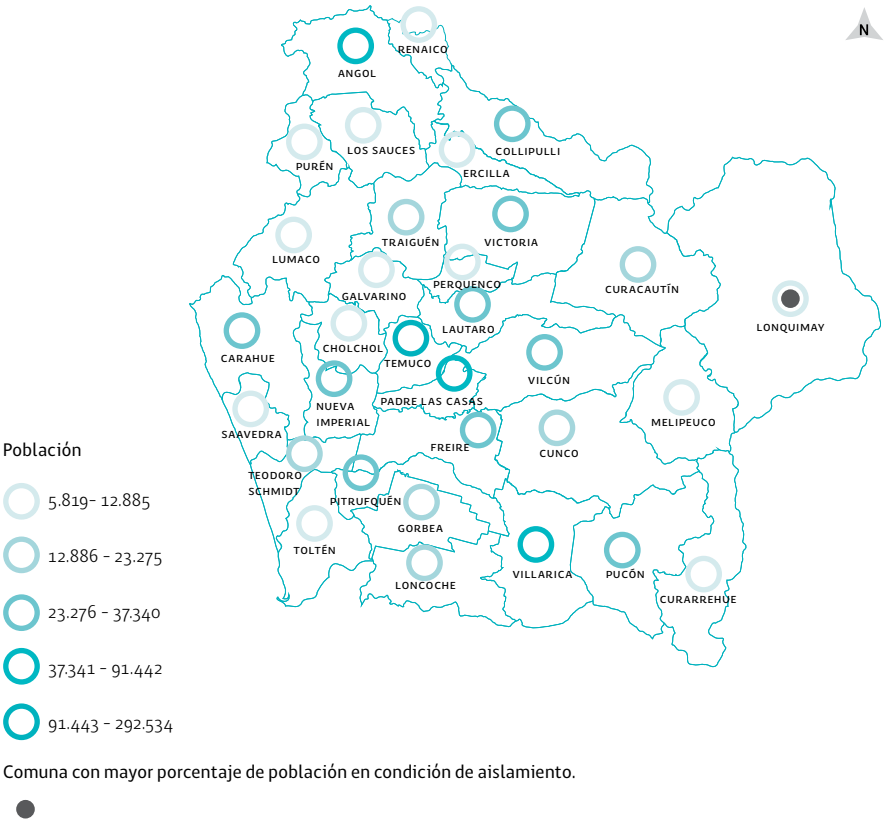 N
RENAICO
ANGOL
LOS SAUCES
COLLIPULLI
PURÉN
ERCILLA
TRAIGUÉN
VICTORIA
LUMACO
PERQUENCO
CURACAUTÍN
GALVARINO
LONQUIMAY
LAUTARO
CHOLCHOL
CARAHUE
TEMUCO
VILCÚN
PADRE LAS CASAS
NUEVA
IMPERIAL
MELIPEUCO
SAAVEDRA
FREIRE
CUNCO
TEODORO
SCHMIDT
PITRUFQUÉN
GORBEA
TOLTÉN
LONCOCHE
VILLARICA
PUCÓN
CURARREHUE
Población
5.819- 12.885
12.886 - 23.275
23.276 - 37.340
37.341 - 91.442
91.443 - 292.534
Comuna con mayor porcentaje de población en condición de aislamiento.